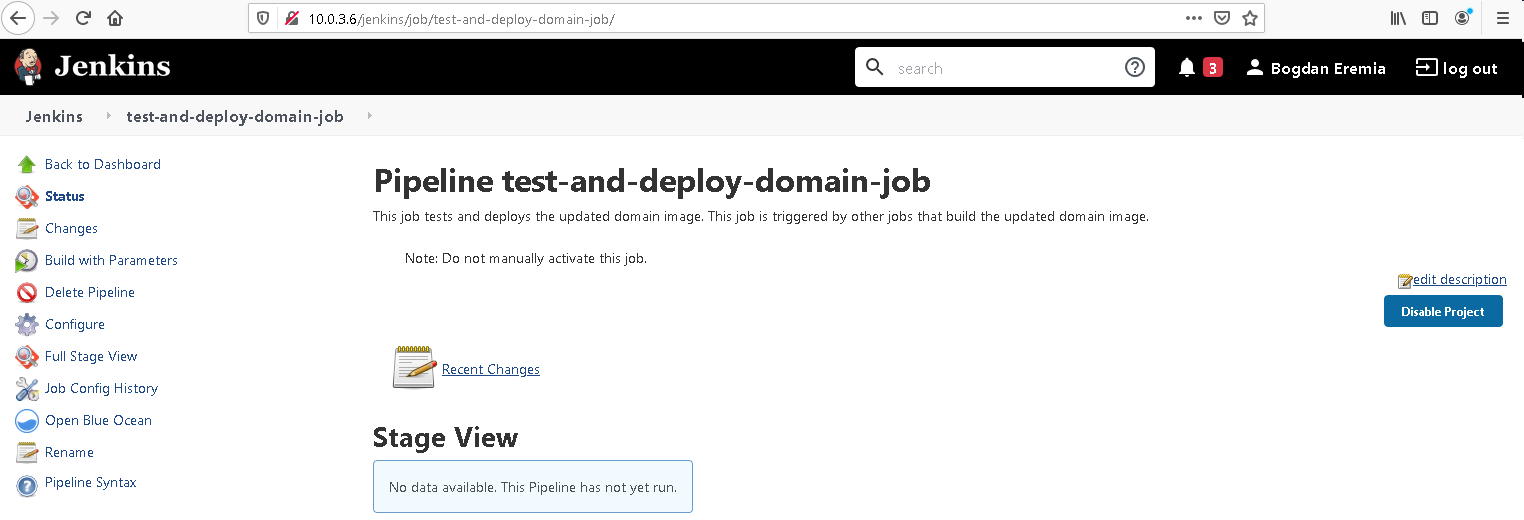 10.0.3.6/jenkins/job/test-and-deploy-domain-job/
Jenkins
search
3
Bogdan Eremia
log out
Jenkins
test-and-deploy-domain-job
Back to Dashboard
Status
Changes
Build with Parameters
Delete Pipeline
Configure
Full Stage View
Job Config History
Open Blue Ocean
Rename
Pipeline Syntax
Pipeline test-and-deploy-domain-job
This job tests and deploys the updated domain image. This job is triggered by other jobs that build the updated domain image.
Note: Do not manually activate this job.
edit description
Disable Project
Recent Changes
Stage View
No data available. This Pipeline has not yet run.